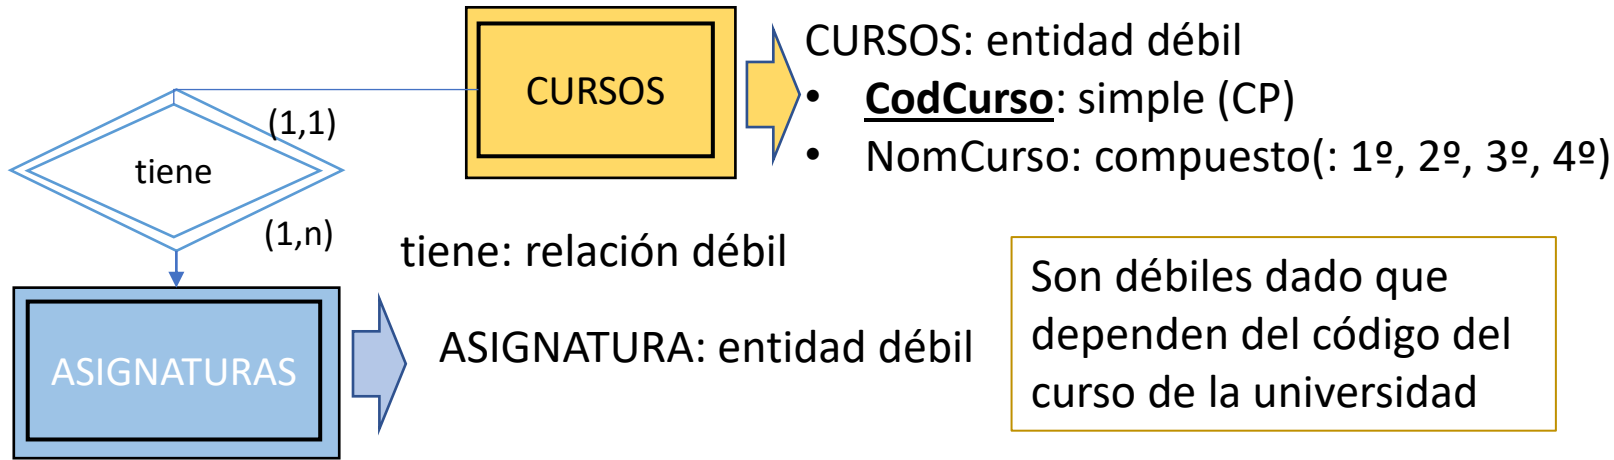 CURSOS
CURSOS: entidad débil
• CodCurso: simple (CP)
• NomCurso: compuesto(: 1º, 2º, 3º, 4º)
(1,1)
tiene
(1,n)
tiene: relación débil
ASIGNATURAS
ASIGNATURA: entidad débil
Son débiles dado que
dependen del código del
curso de la universidad